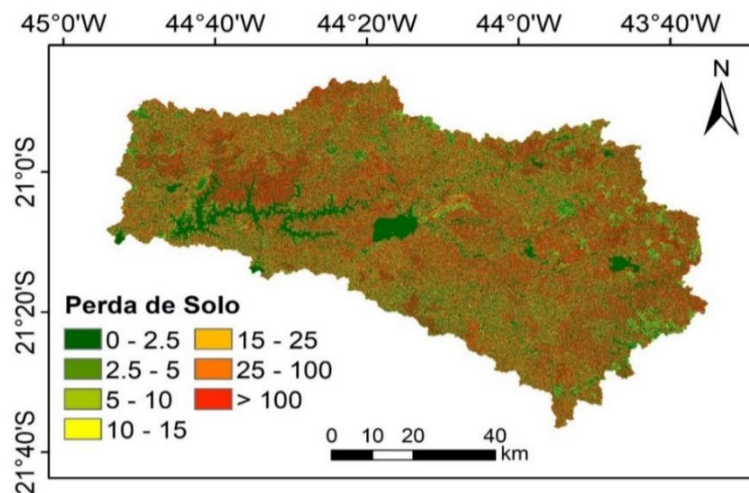 45°0'W 44°40'W 44°20'W 44°0'W 43°40'W
N
21°0'S
21°20'S
21°40'S
Perda de Solo
0 - 2.5 15 - 25
2.5 - 5 25 - 100
5 - 10 > 100
10 - 15
0 10 20 40
km